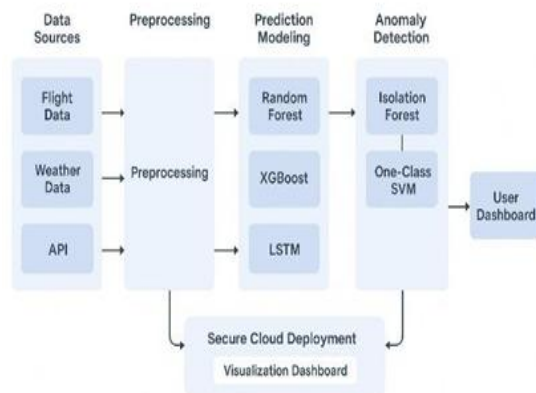 Data
Sources
Preprocessing
Prediction
Modeling
Anomaly
Detection
Flight
Data
Weather
Data
API
Preprocessing
Random
Forest
XGBoost
LSTM
Isolation
Forest
One-Class
SVM
User
Dashboard
Secure Cloud Deployment
Visualization Dashboard